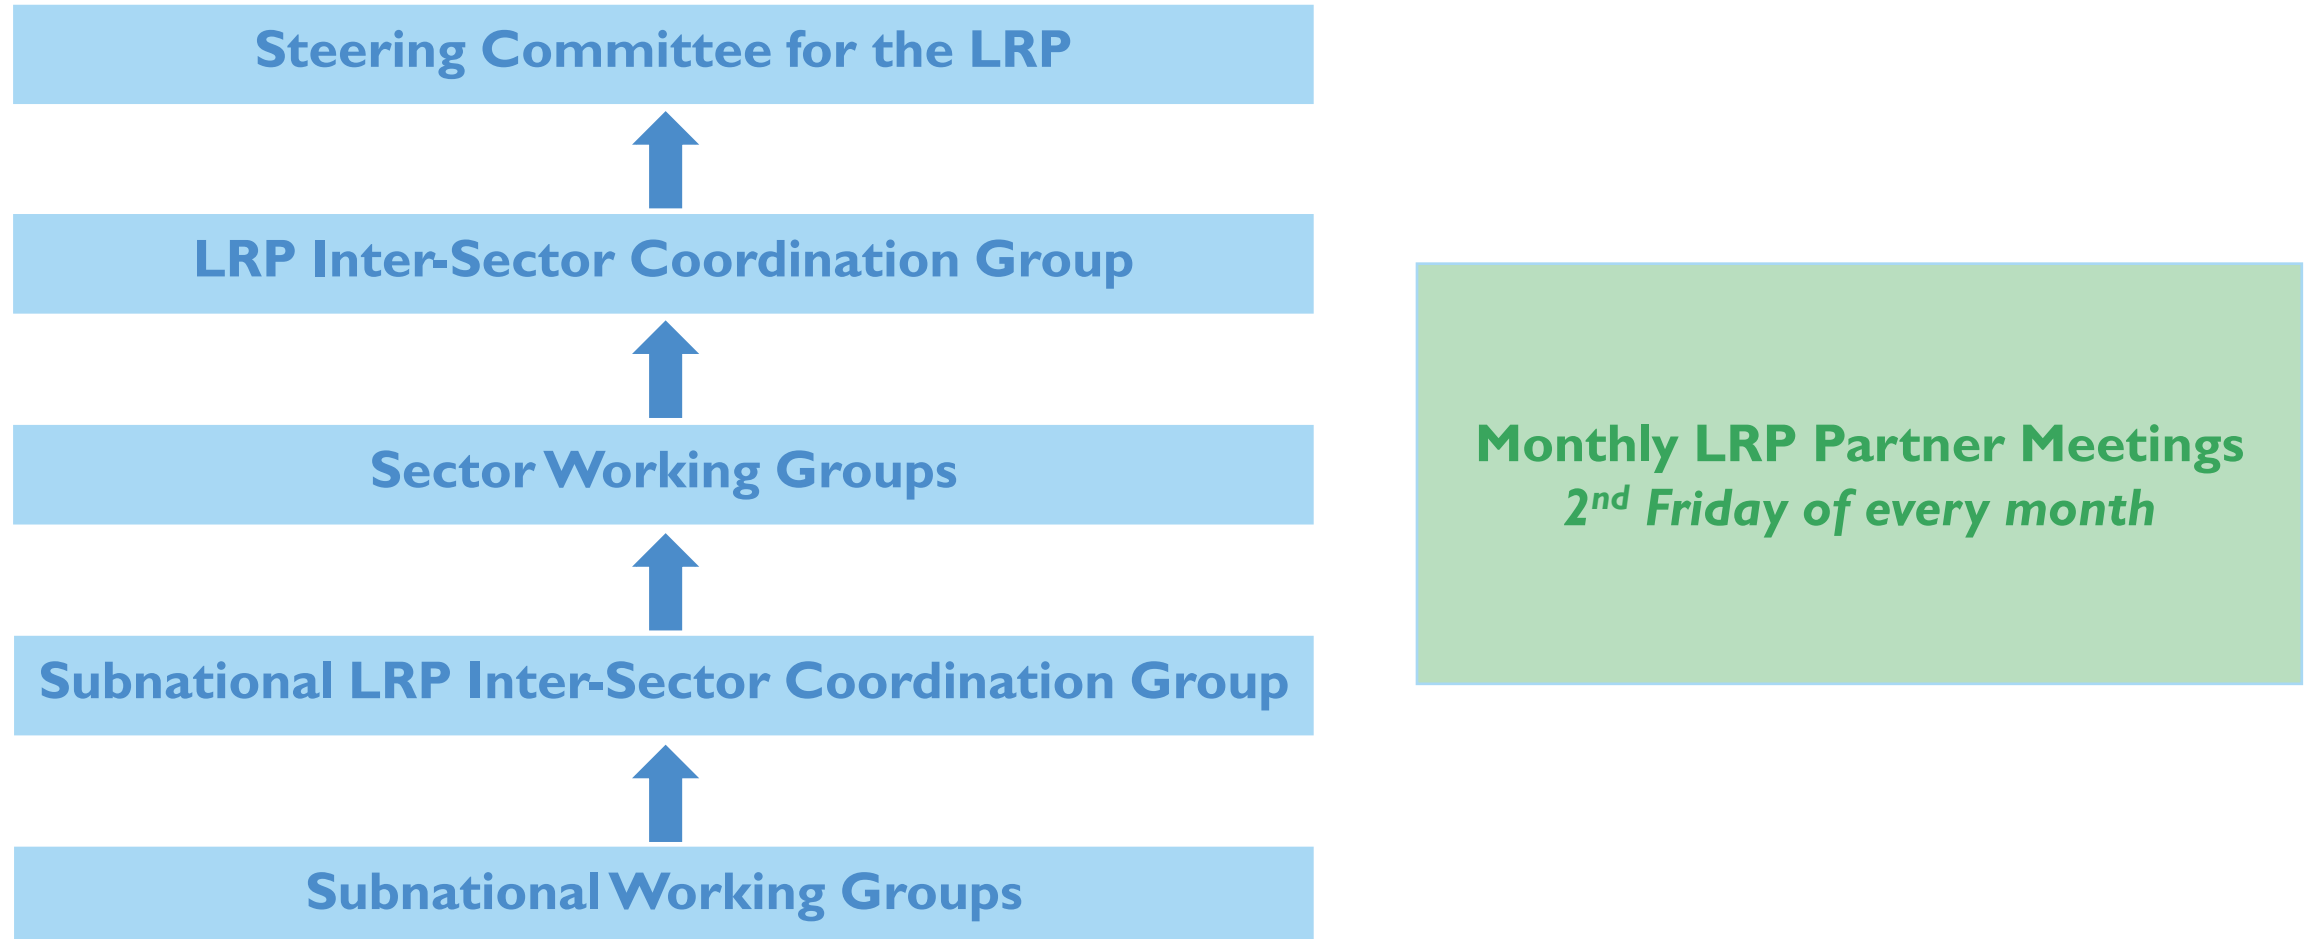 Steering Committee for the LRP
LRP Inter-Sector Coordination Group
Sector Working Groups
Subnational LRP Inter-Sector Coordination Group
Subnational Working Groups
Monthly LRP Partner Meetings
2nd Friday of every month